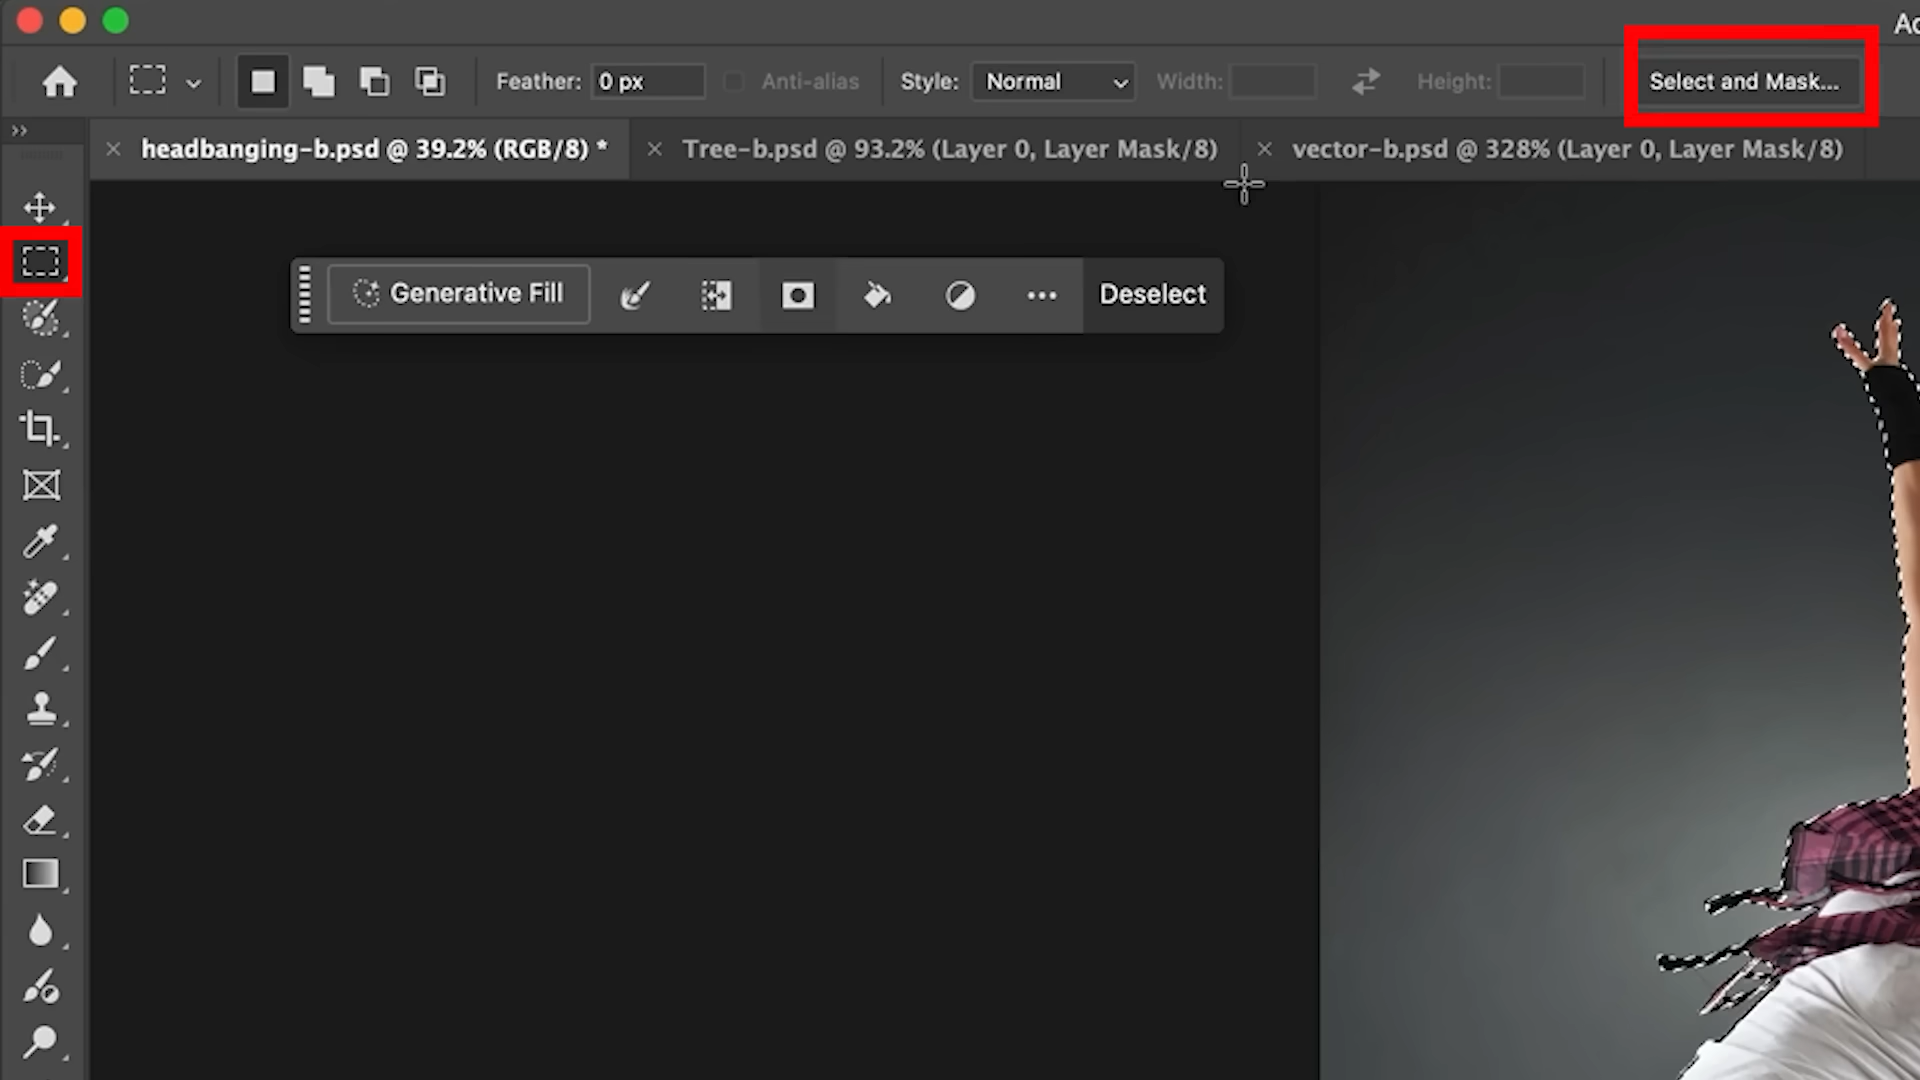 Feather: 0 px Anti-alias Style: Normal Width: Height: Select and Mask...
headbanging-b.psd @ 39.2% (RGB/8) * Tree-b.psd @ 93.2% (Layer 0, Layer Mask/8) vector-b.psd @ 328% (Layer 0, Layer Mask/8)
Generative Fill Deselect